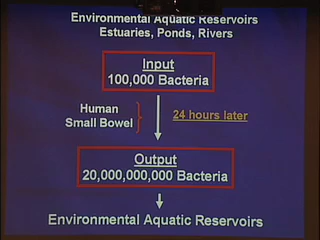 Environmental Aquatic Reservoirs
Estuaries, Ponds, Rivers
Input
100,000 Bacteria
Human
Small Bowel
24 hours later
Output
20,000,000,000 Bacteria
Environmental Aquatic Reservoirs